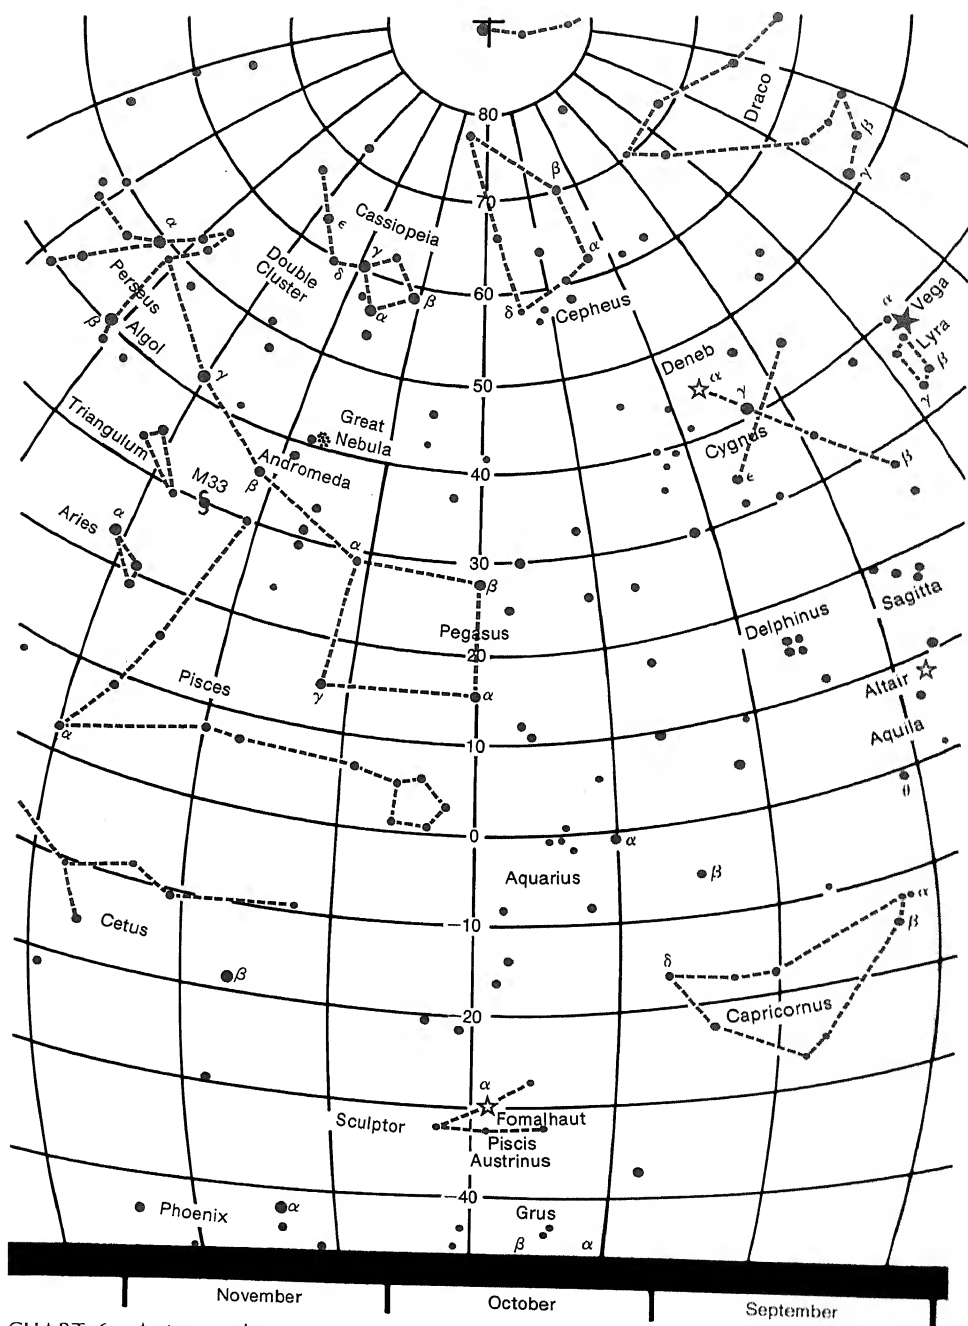 80
Draco
β
γ
β
70
α
ε
Cassiopeia
γ
δ
β
α
Double
Cluster
60
α
δ
Cepheus
α
Perseus
β
Algol
γ
α
Vega
Lyra
β
γ
Deneb
α
γ
Cygnus
β
ε
50
Triangulum
Great
Nebula
Andromeda
β
M33
40
Aries
α
α
30
β
Pegasus
20
γ
α
Sagitta
Delphinus
Altair
Aquila
θ
Pisces
α
10
0
α
Aquarius
β
-10
Cetus
β
-20
α
β
δ
Capricornus
α
Fomalhaut
Sculptor
Piscis
Austrinus
-40
Phoenix
α
Grus
β
α
November
October
September